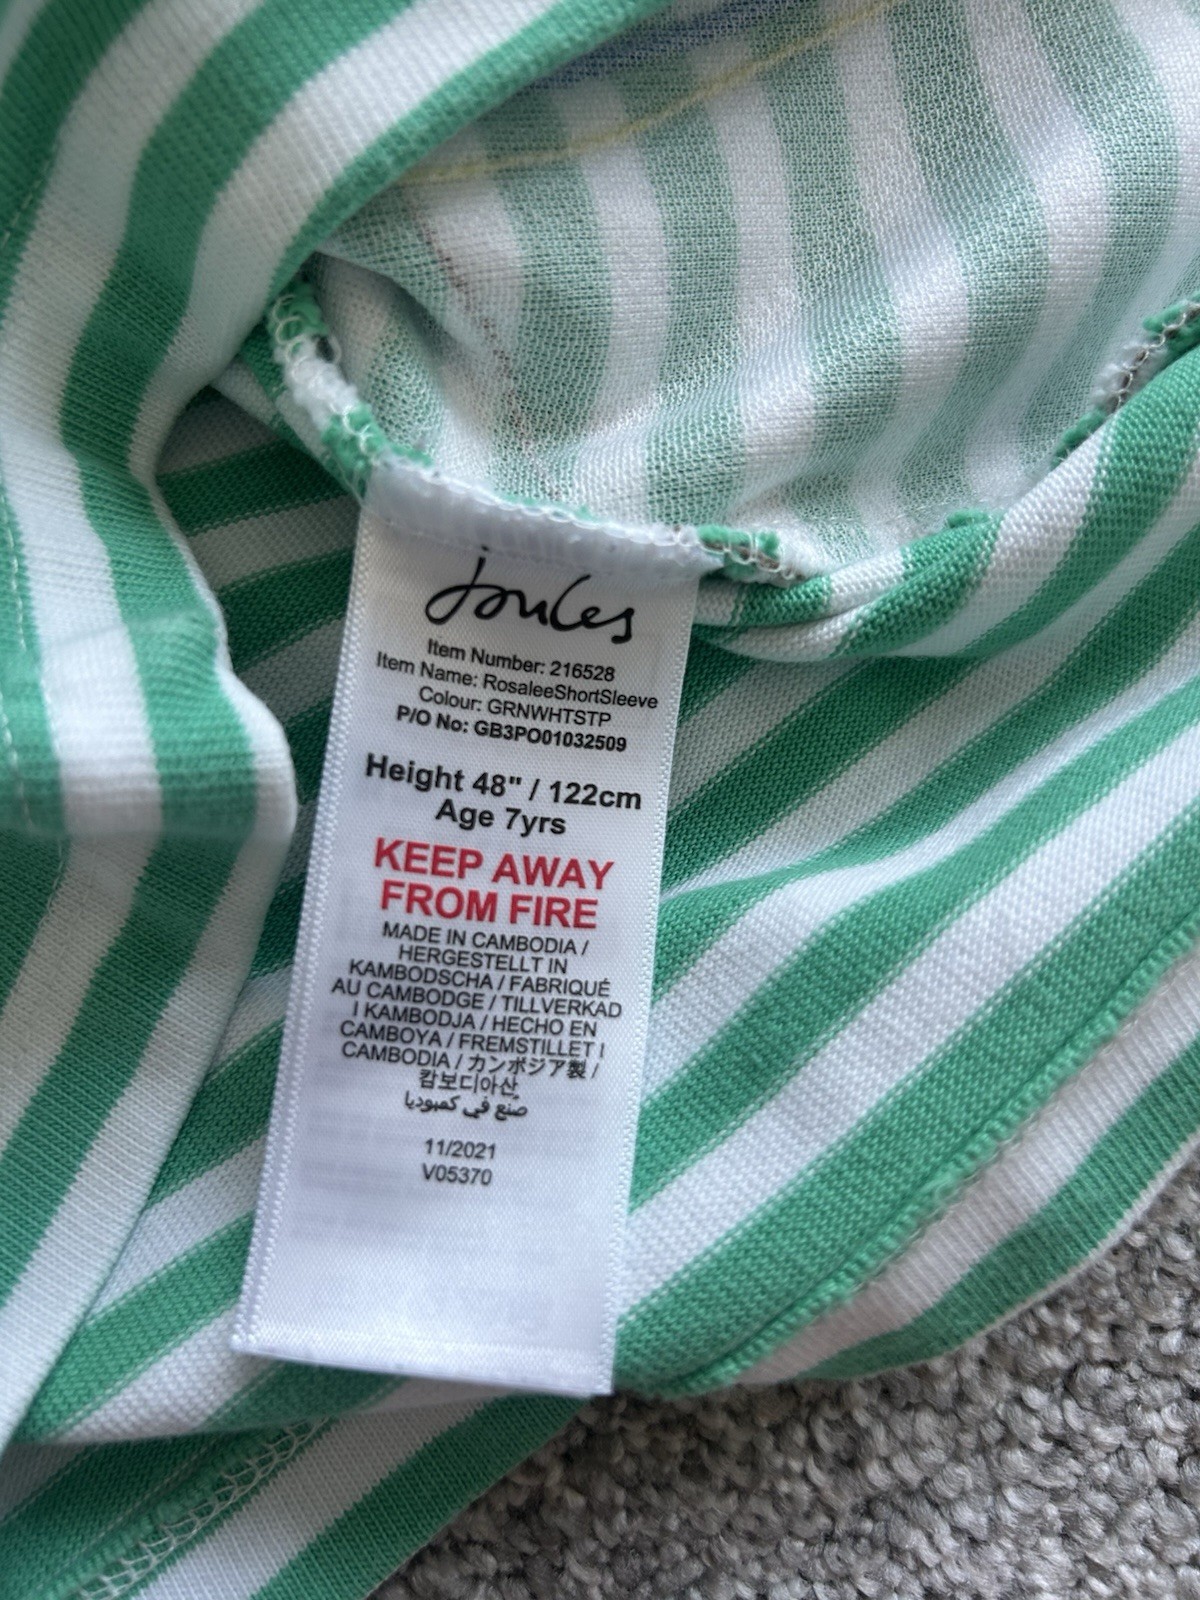 joules
Item Number: 216528
Item Name: RosaleeShortSleeve
Colour: GRNWHTSTP
P/O No: GB3PO01032509
Height 48" / 122cm
Age 7yrs
KEEP AWAY
FROM FIRE
MADE IN CAMBODIA /
HERGESTELLT IN
KAMBODSCHA / FABRIQUÉ
AU CAMBODGE / TILLVERKAD
I KAMBODJA / HECHO EN
CAMBOYA / FREMSTILLET I
CAMBODIA / カンボジア製 /
캄보디아산
صنع في كمبوديا
11/2021
V05370